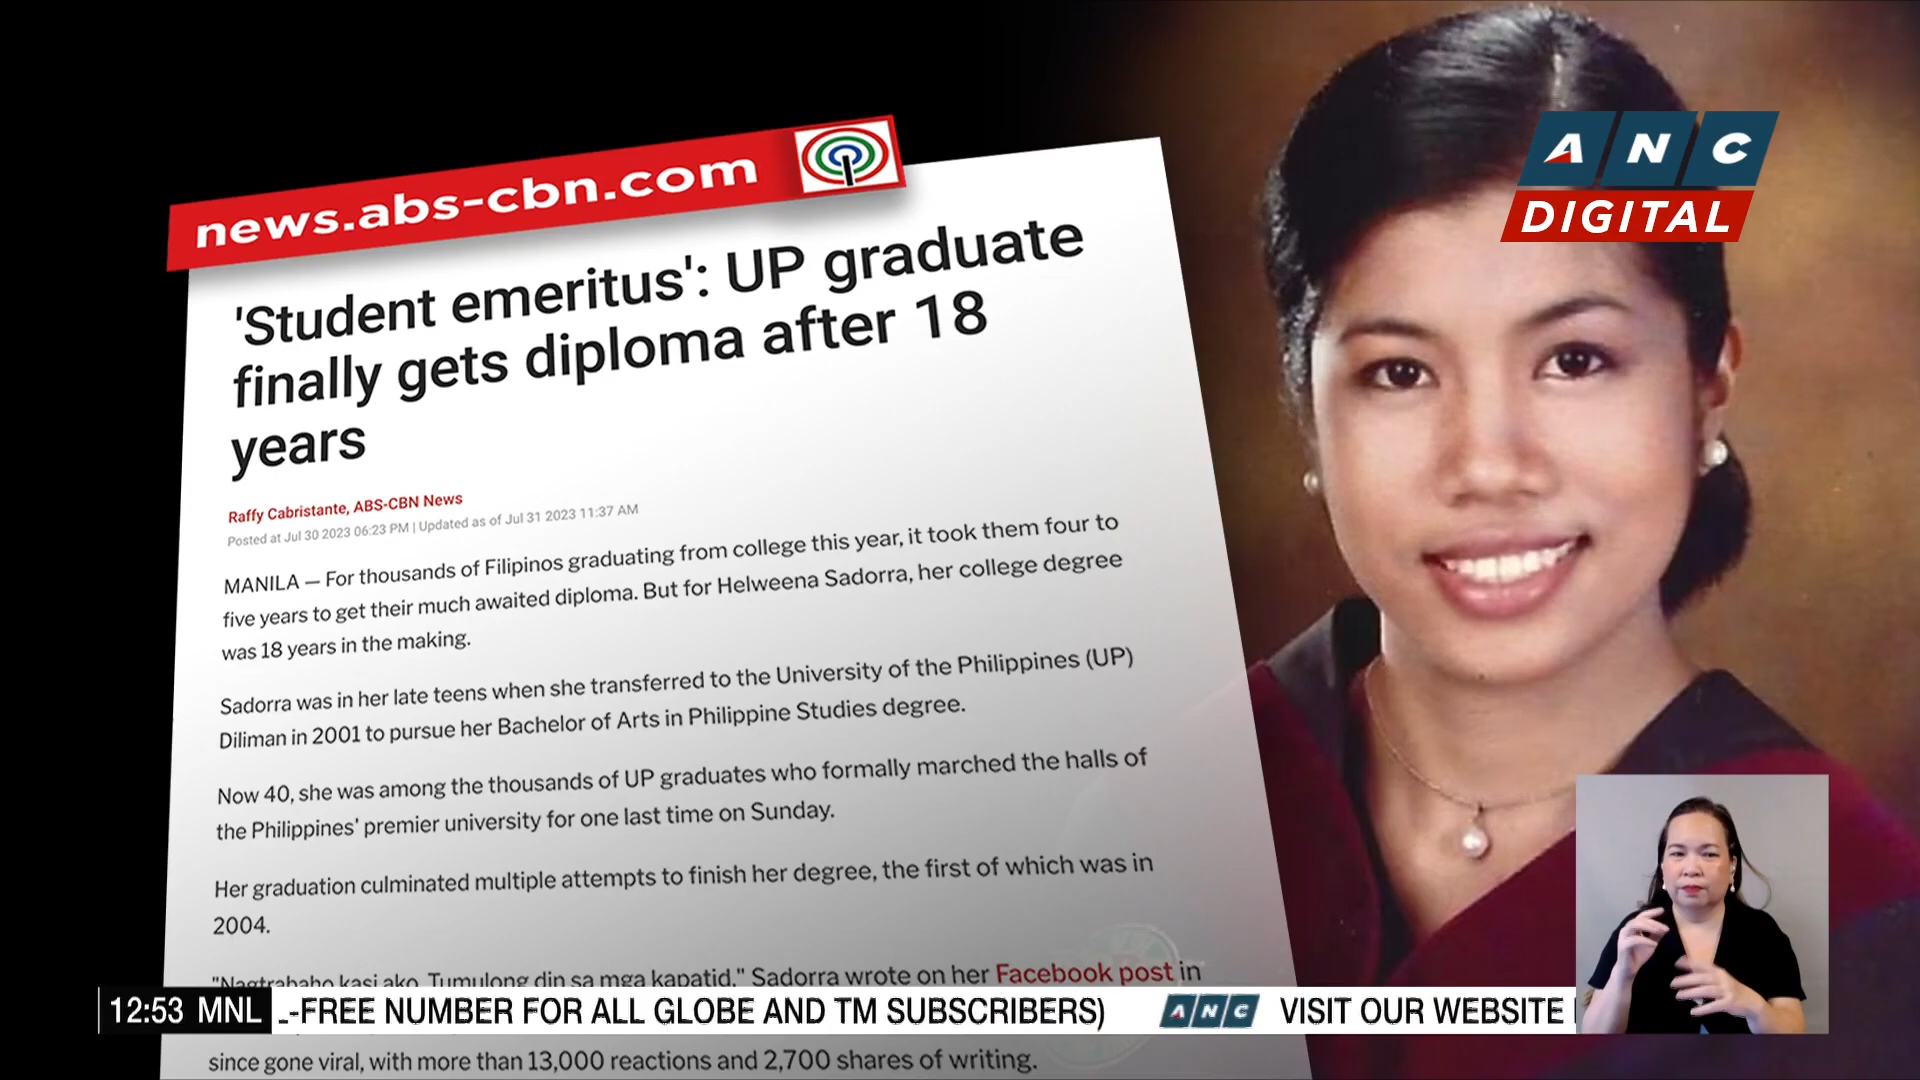 ANC
DIGITAL
news.abs-cbn.com
'Student emeritus': UP graduate
finally gets diploma after 18
years
Raffy Cabristante, ABS-CBN News
Posted at Jul 30 2023 06:23 PM | Updated as of Jul 31 2023 11:37 AM
MANILA — For thousands of Filipinos graduating from college this year, it took them four to
five years to get their much awaited diploma. But for Helweena Sadorra, her college degree
was 18 years in the making.
Sadorra was in her late teens when she transferred to the University of the Philippines (UP)
Diliman in 2001 to pursue her Bachelor of Arts in Philippine Studies degree.
Now 40, she was among the thousands of UP graduates who formally marched the halls of
the Philippines' premier university for one last time on Sunday.
Her graduation culminated multiple attempts to finish her degree, the first of which was in
2004.
"Nagtrabaho kasi ako. Tumulong din sa mga kapatid," Sadorra wrote on her Facebook post in
12:53 MNL -FREE NUMBER FOR ALL GLOBE AND TM SUBSCRIBERS) ANC VISIT OUR WEBSITE
since gone viral, with more than 13,000 reactions and 2,700 shares of writing.